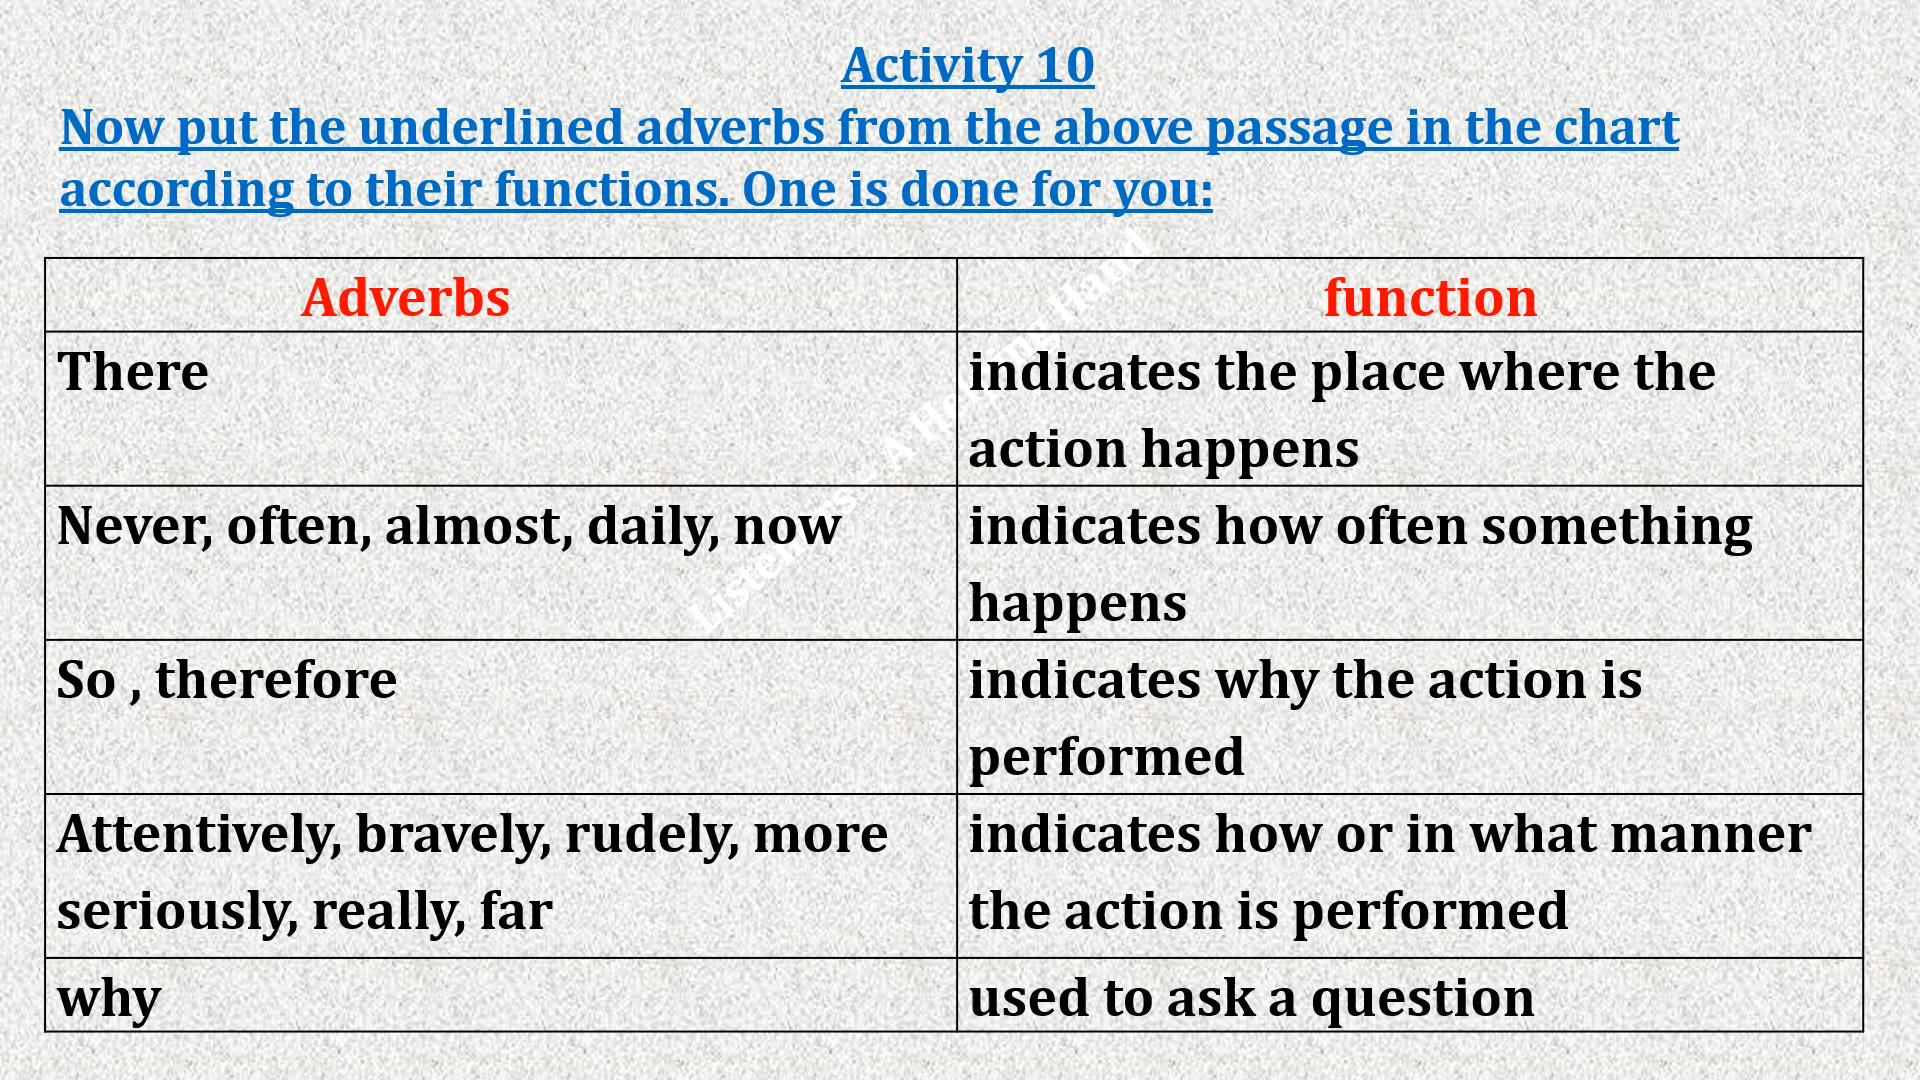 Activity 10
Now put the underlined adverbs from the above passage in the chart
according to their functions. One is done for you:
Adverbs function
There indicates the place where the
action happens
Never, often, almost, daily, now indicates how often something
happens
So , therefore indicates why the action is
performed
Attentively, bravely, rudely, more indicates how or in what manner
seriously, really, far the action is performed
why used to ask a question